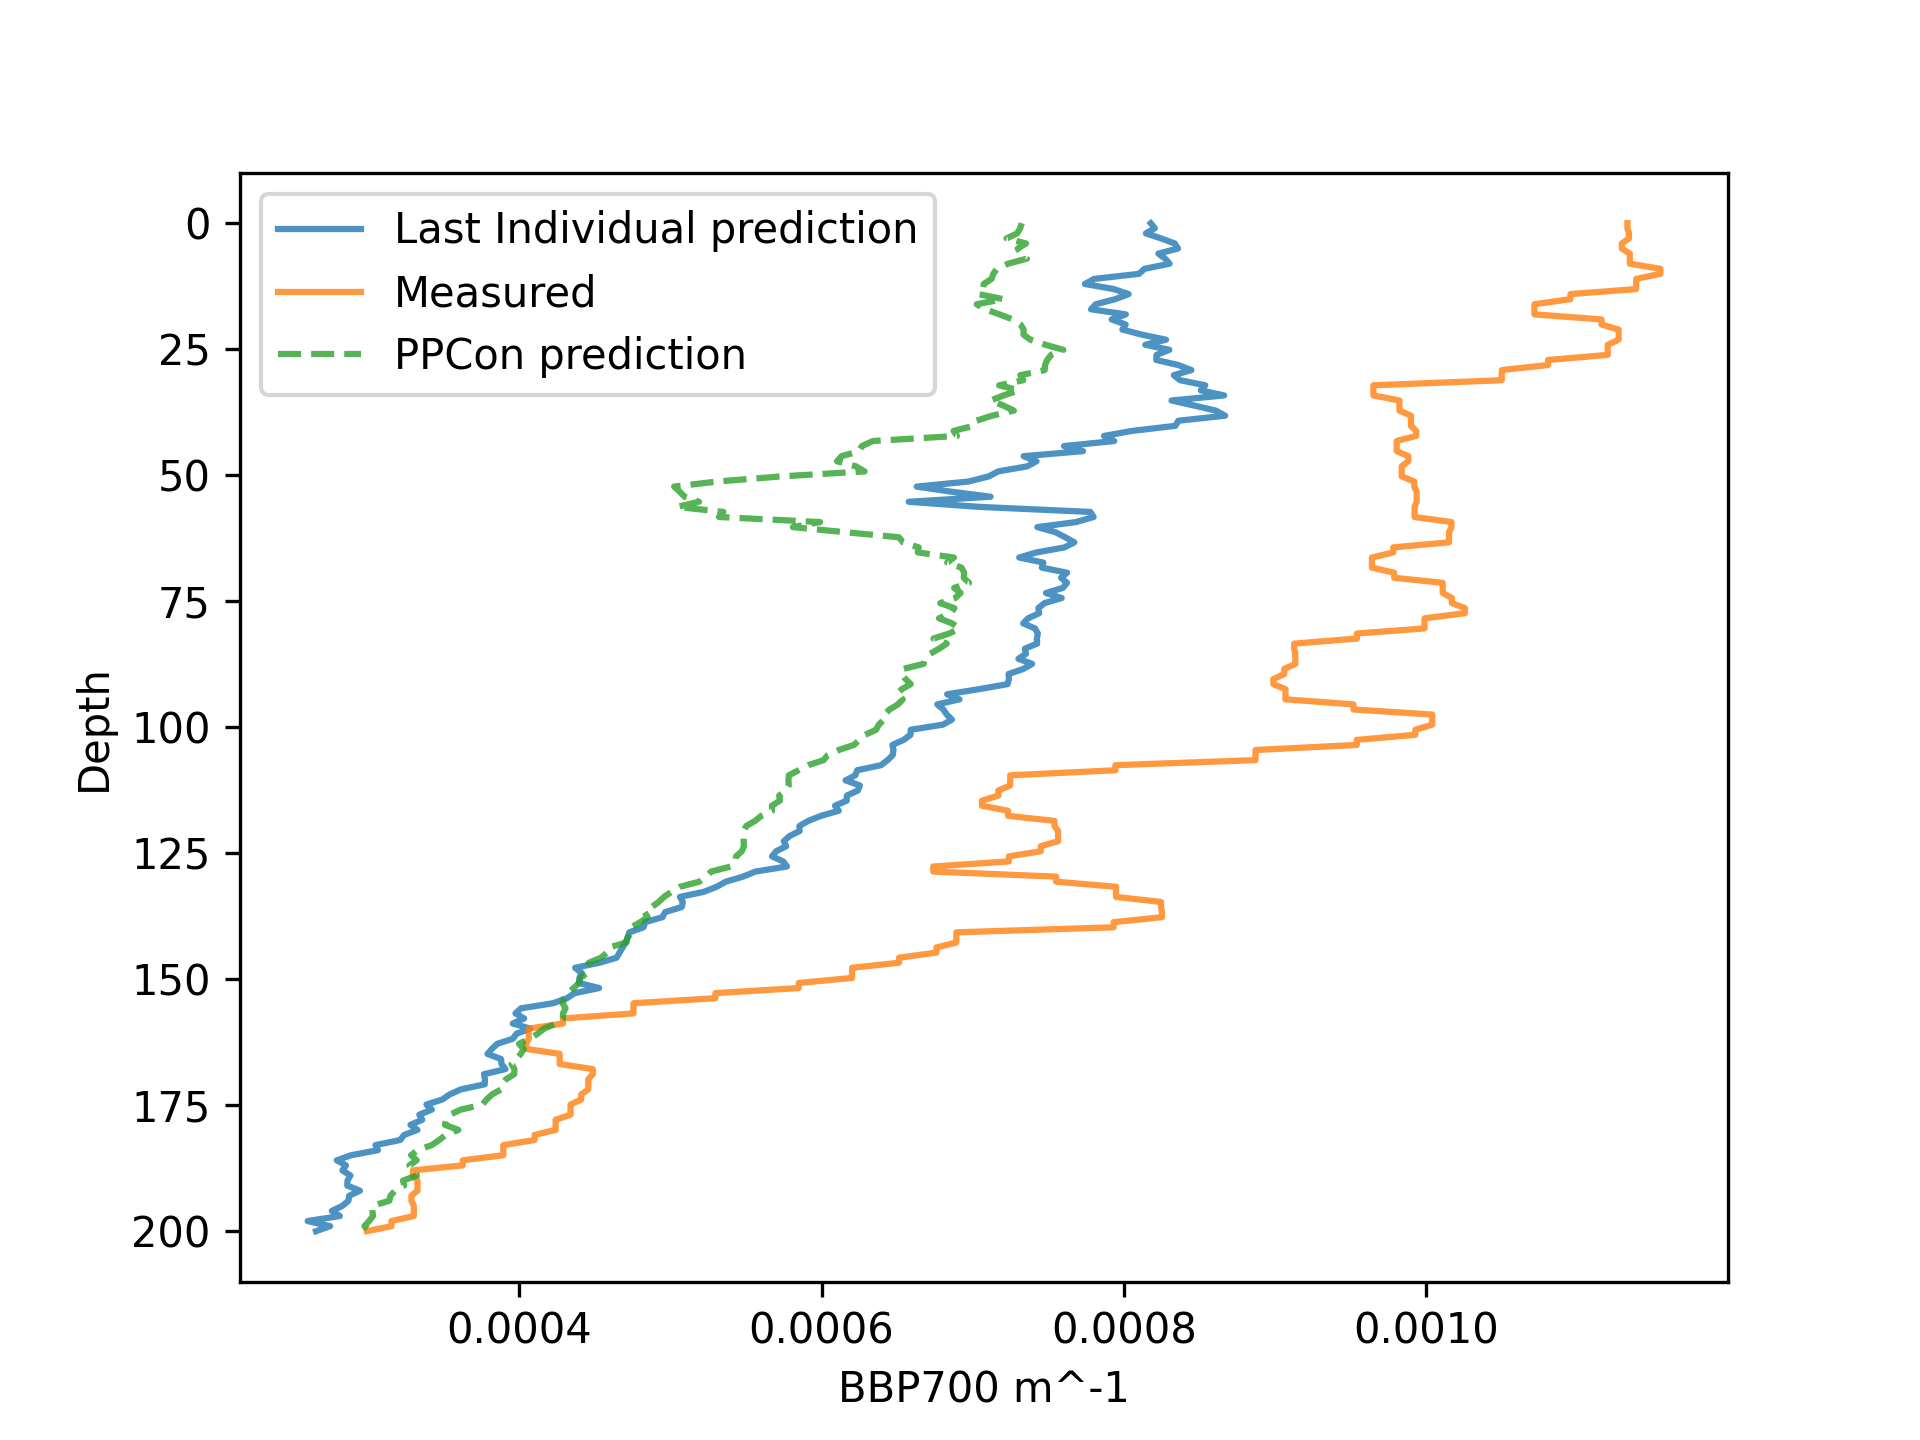 Last Individual prediction
Measured
PPCon prediction
0
25
50
75
100
125
150
175
200
Depth
0.0004 0.0006 0.0008 0.0010
BBP700 m^-1